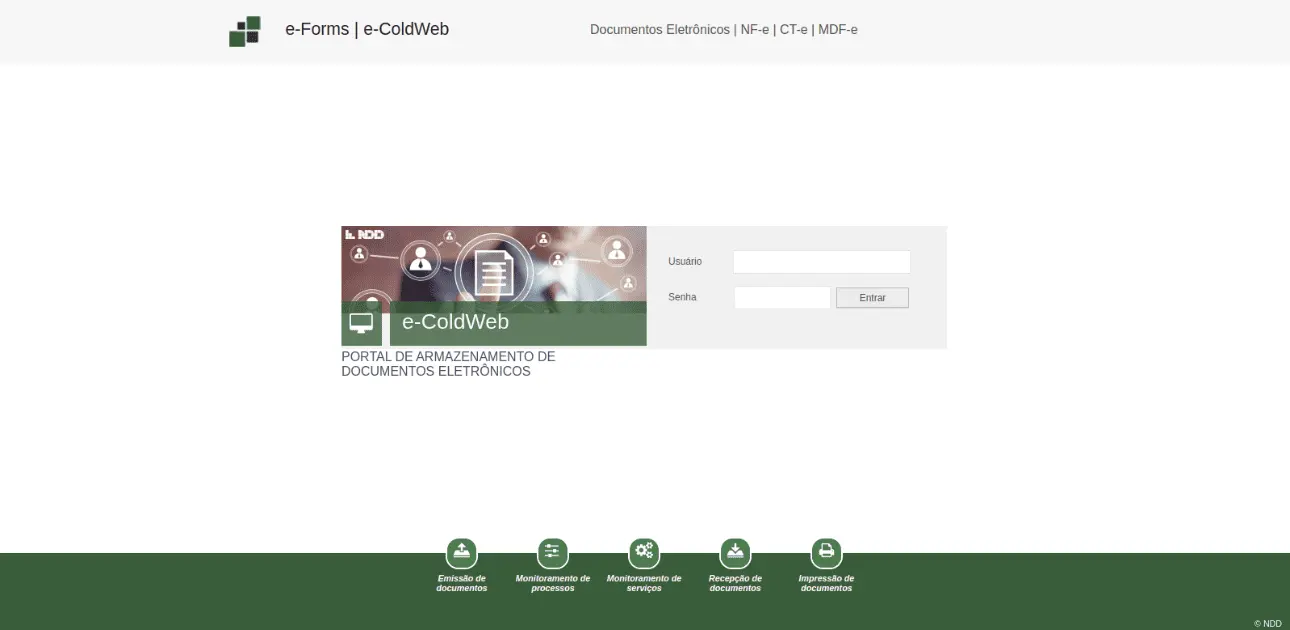 e-Forms | e-ColdWeb
Documentos Eletrônicos | NF-e | CT-e | MDF-e
NDD
e-ColdWeb
PORTAL DE ARMAZENAMENTO DE
DOCUMENTOS ELETRÔNICOS
Usuário
Senha
Entrar
Emissão de
documentos
Monitoramento de
processos
Monitoramento de
serviços
Recepção de
documentos
Impressão de
documentos
© NDD